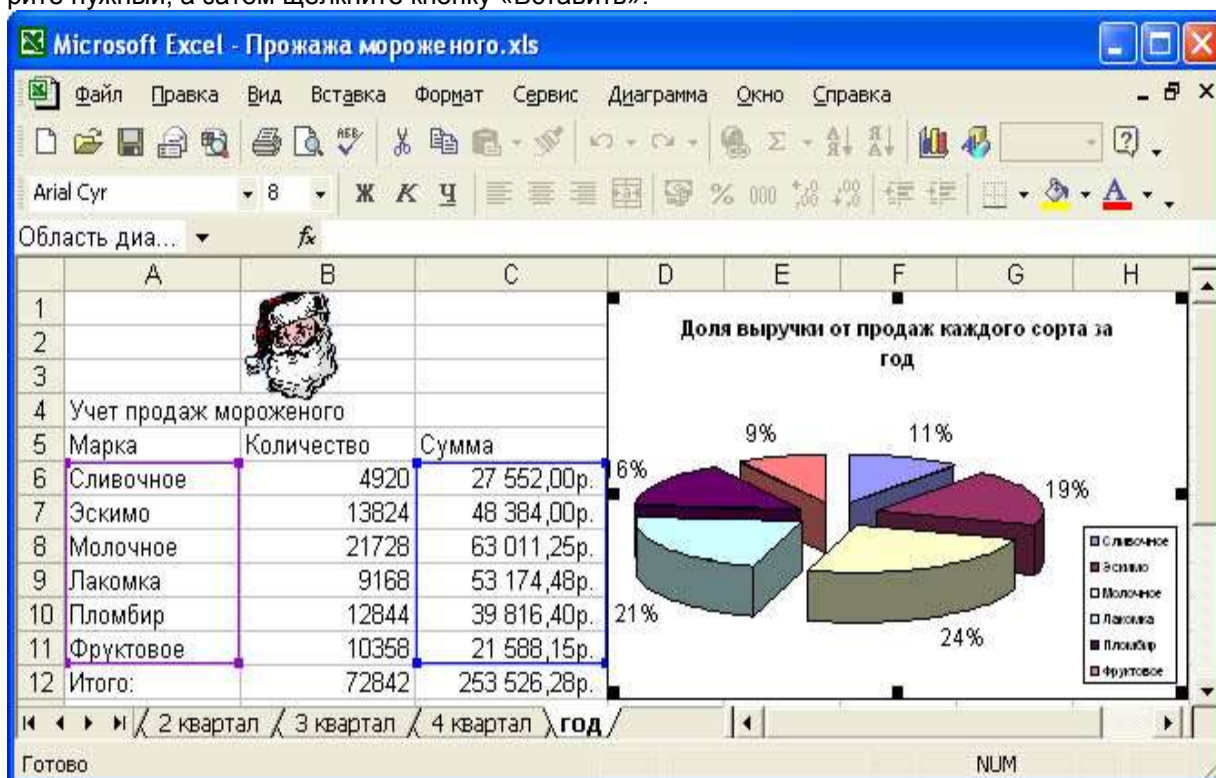 рите нужный, а затем щелкните кнопку «Вставить».
Microsoft Excel - Прожажа мороженого.xls
Файл Правка Вид Вставка Формат Сервис Диаграмма Окно Справка
Arial Cyr 8 Ж К Ч % 000
Область диа... fx
A B C D E F G H
1
2
3
4 Учет продаж мороженого
5 Марка Количество Сумма
6 Сливочное 4920 27 552,00р.
7 Эскимо 13824 48 384,00р.
8 Молочное 21728 63 011,25р.
9 Лакомка 9168 53 174,48р.
10 Пломбир 12844 39 816,40р.
11 Фруктовое 10358 21 588,15р.
12 Итого: 72842 253 526,28р.
Доля выручки от продаж каждого сорта за
год
9% 11%
6% 19%
21% 24%
Сливочное
Эскимо
Молочное
Лакомка
Пломбир
Фруктовое
2 квартал 3 квартал 4 квартал год
Готово NUM